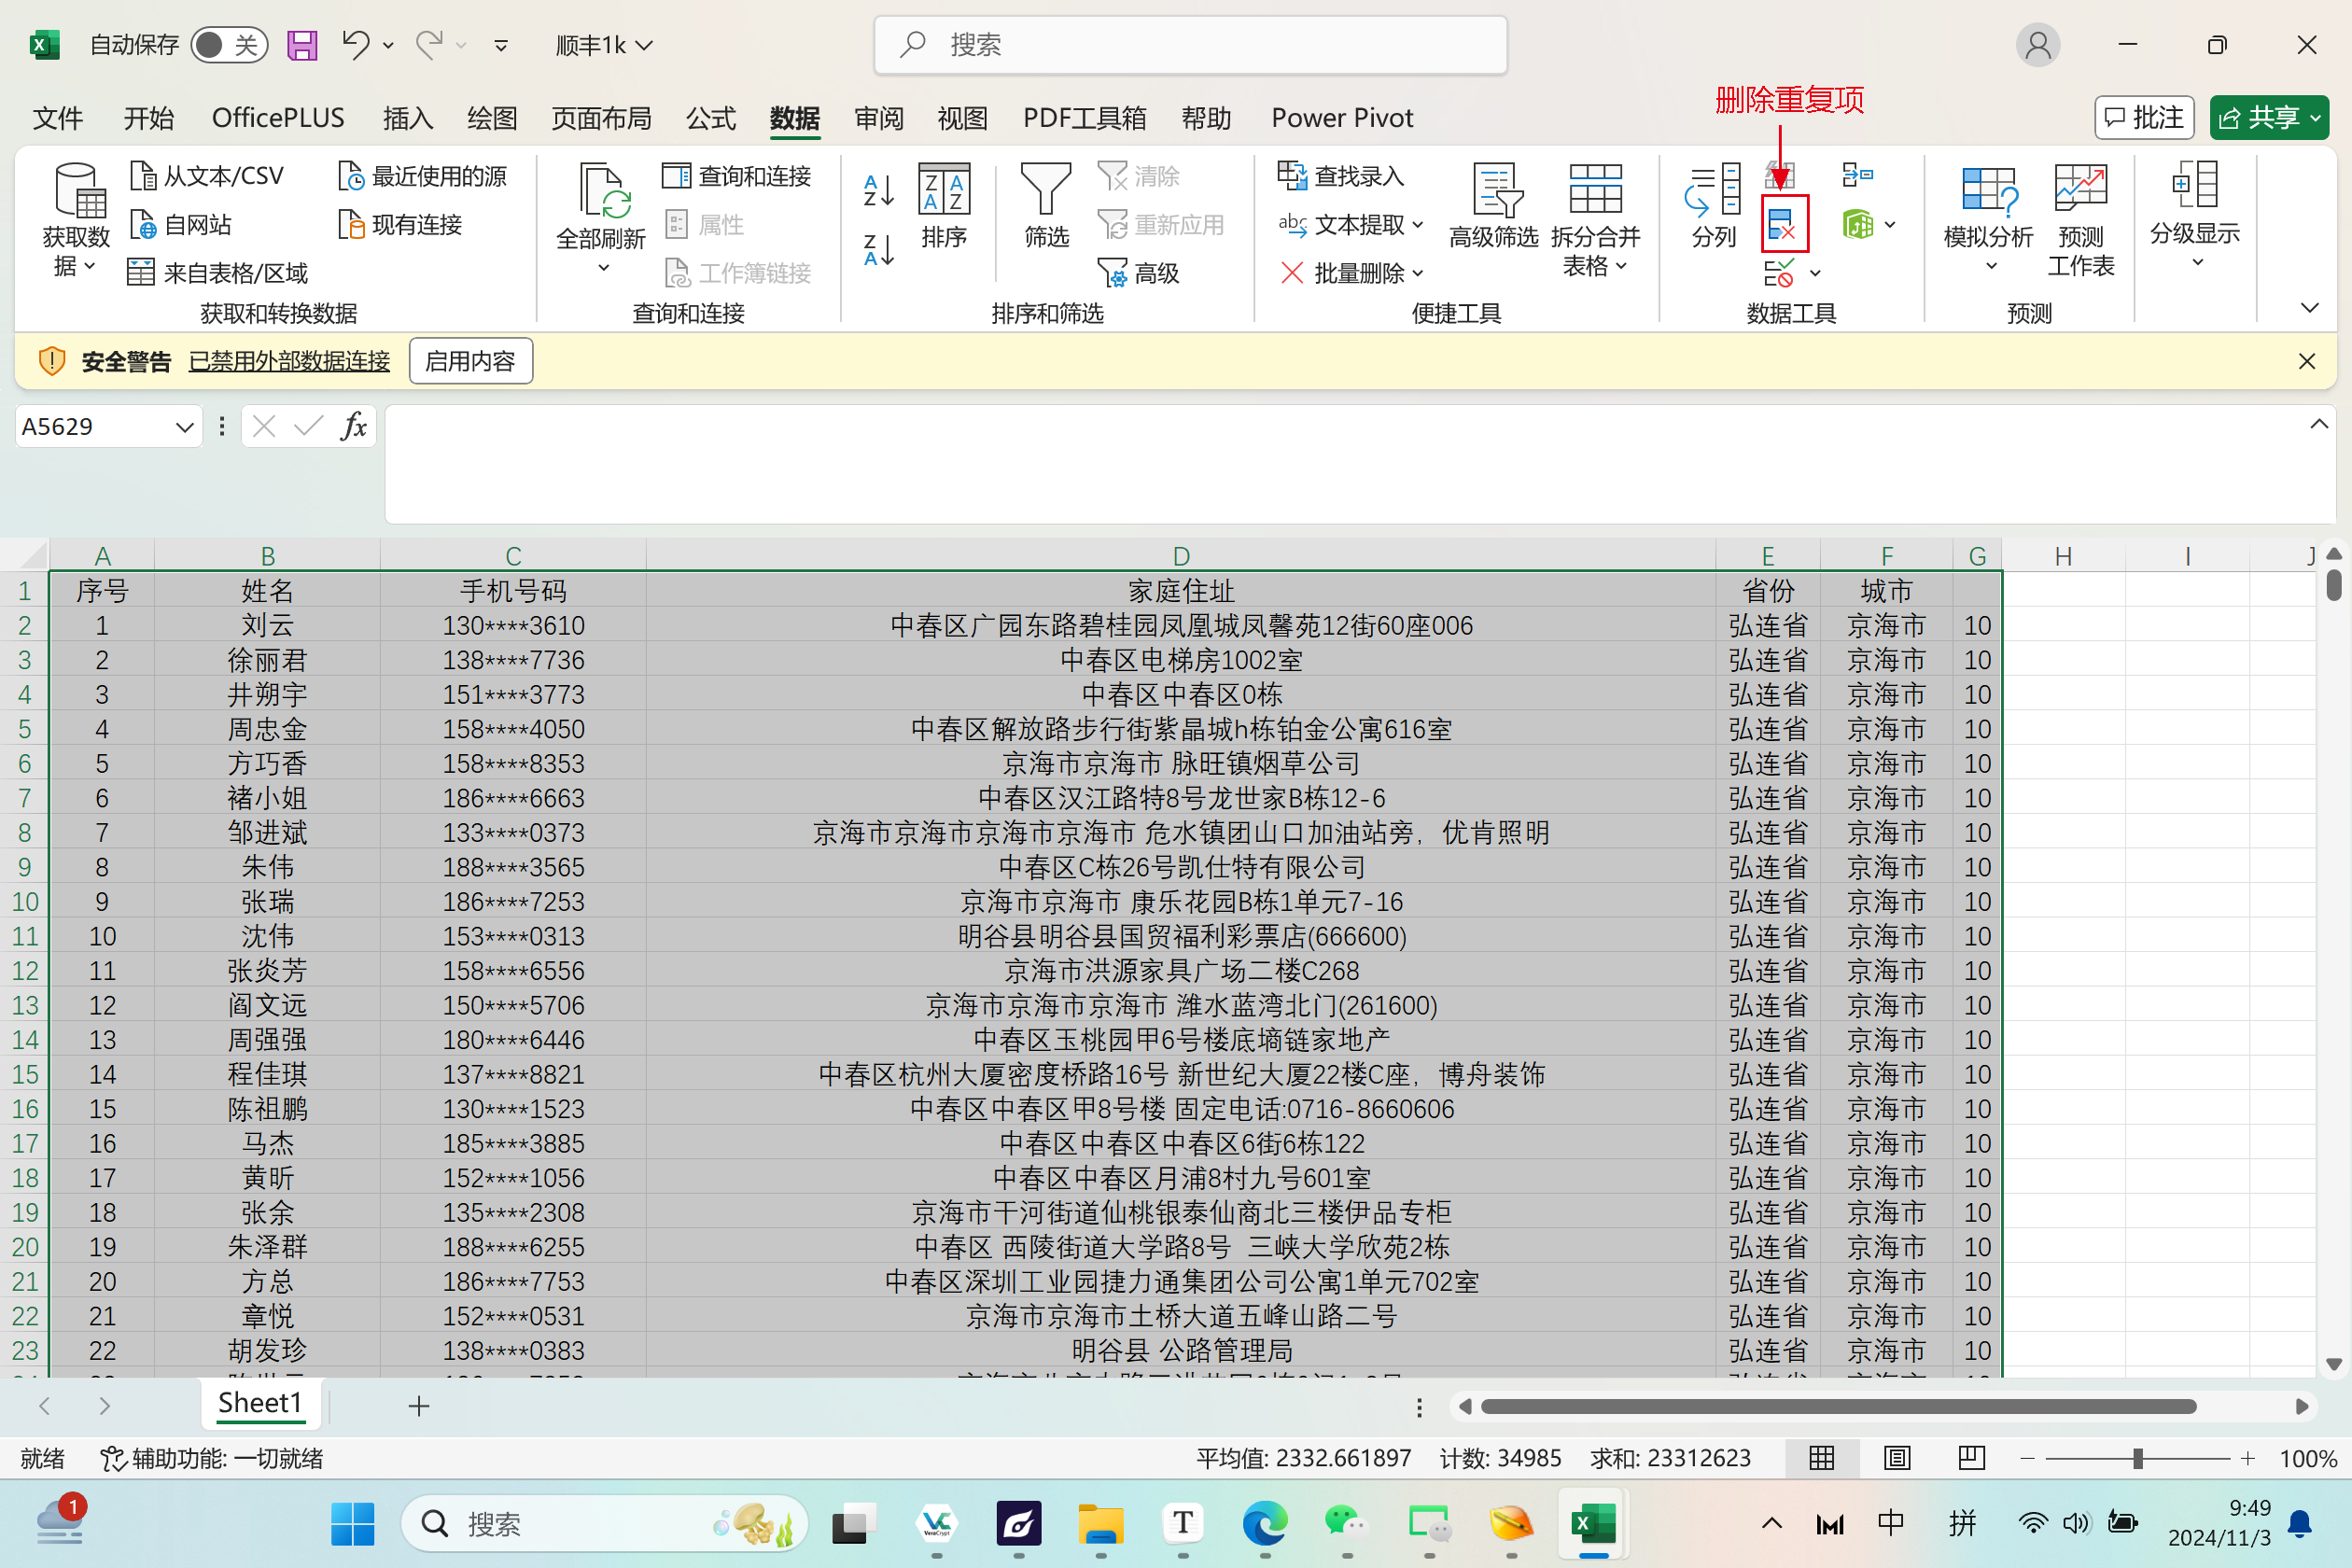 自动保存 关 顺丰1k 搜索
删除重复项
文件 开始 OfficePLUS 插入 绘图 页面布局 公式 数据 审阅 视图 PDF工具箱 帮助 Power Pivot 批注 共享
获取数据 从文本/CSV 自网站 来自表格/区域 最近使用的源 现有连接
全部刷新 查询和连接 属性 工作簿链接
排序 筛选 清除 重新应用 高级
查找录入 文本提取 批量删除 高级筛选 拆分合并表格
分列 模拟分析 预测工作表 分级显示
获取和转换数据 查询和连接 排序和筛选 便捷工具 数据工具 预测
安全警告 已禁用外部数据连接 启用内容
A5629 fx
A B C D E F G H I J
1 序号 姓名 手机号码 家庭住址 省份 城市
2 1 刘云 130****3610 中春区广园东路碧桂园凤凰城凤馨苑12街60座006 弘连省 京海市 10
3 2 徐丽君 138****7736 中春区电梯房1002室 弘连省 京海市 10
4 3 井朔宇 151****3773 中春区中春区0栋 弘连省 京海市 10
5 4 周忠金 158****4050 中春区解放路步行街紫晶城h栋铂金公寓616室 弘连省 京海市 10
6 5 方巧香 158****8353 京海市京海市 脉旺镇烟草公司 弘连省 京海市 10
7 6 褚小姐 186****6663 中春区汉江路特8号龙世家B栋12-6 弘连省 京海市 10
8 7 邹进斌 133****0373 京海市京海市京海市京海市 危水镇团山口加油站旁，优肯照明 弘连省 京海市 10
9 8 朱伟 188****3565 中春区C栋26号凯仕特有限公司 弘连省 京海市 10
10 9 张瑞 186****7253 京海市京海市 康乐花园B栋1单元7-16 弘连省 京海市 10
11 10 沈伟 153****0313 明谷县明谷县国贸福利彩票店(666600) 弘连省 京海市 10
12 11 张炎芳 158****6556 京海市洪源家具广场二楼C268 弘连省 京海市 10
13 12 阎文远 150****5706 京海市京海市京海市 潍水蓝湾北门(261600) 弘连省 京海市 10
14 13 周强强 180****6446 中春区玉桃园甲6号楼底墒链家地产 弘连省 京海市 10
15 14 程佳琪 137****8821 中春区杭州大厦密度桥路16号 新世纪大厦22楼C座，博舟装饰 弘连省 京海市 10
16 15 陈祖鹏 130****1523 中春区中春区甲8号楼 固定电话:0716-8660606 弘连省 京海市 10
17 16 马杰 185****3885 中春区中春区中春区6街6栋122 弘连省 京海市 10
18 17 黄昕 152****1056 中春区中春区月浦8村九号601室 弘连省 京海市 10
19 18 张余 135****2308 京海市干河街道仙桃银泰仙商北三楼伊品专柜 弘连省 京海市 10
20 19 朱泽群 188****6255 中春区 西陵街道大学路8号 三峡大学欣苑2栋 弘连省 京海市 10
21 20 方总 186****7753 中春区深圳工业园捷力通集团公司公寓1单元702室 弘连省 京海市 10
22 21 章悦 152****0531 京海市京海市土桥大道五峰山路二号 弘连省 京海市 10
23 22 胡发珍 138****0383 明谷县 公路管理局 弘连省 京海市 10
Sheet1
就绪 辅助功能: 一切就绪 平均值: 2332.661897 计数: 34985 求和: 23312623 100%
1 搜索 中 拼 9:49
2024/11/3